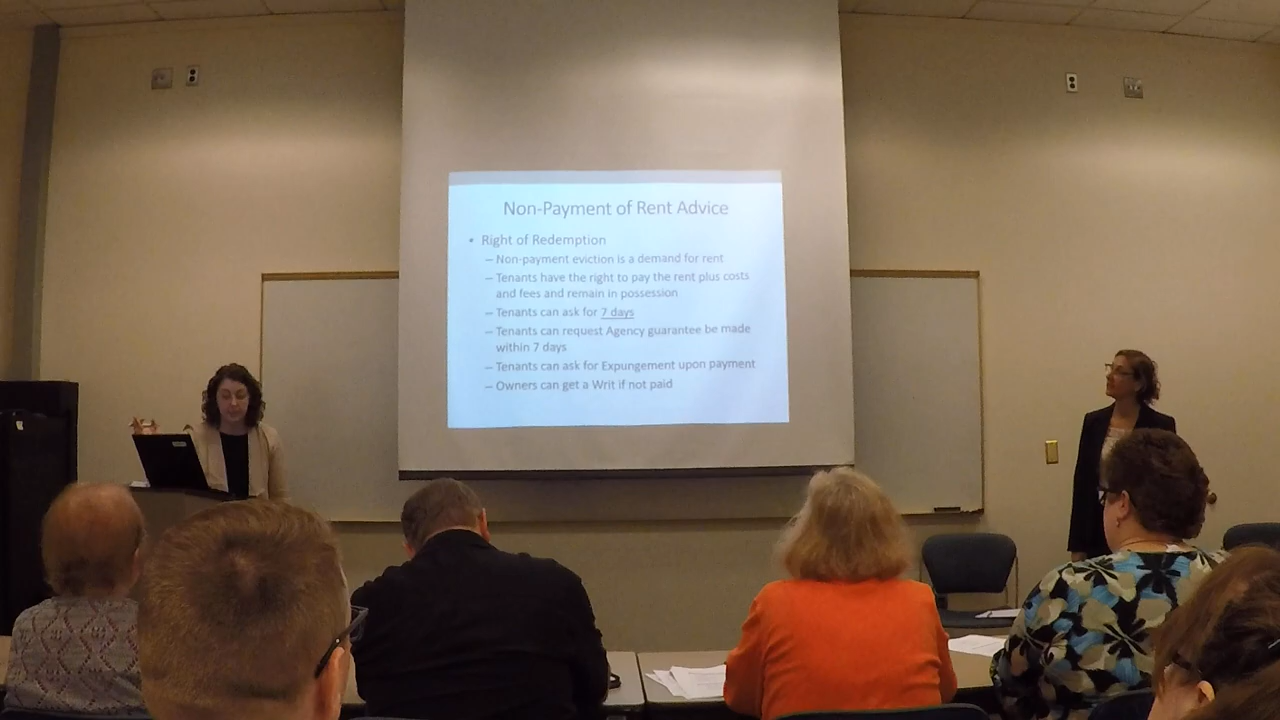 Non-Payment of Rent Advice
• Right of Redemption
– Non-payment eviction is a demand for rent
– Tenants have the right to pay the rent plus costs
and fees and remain in possession
– Tenants can ask for 7 days
– Tenants can request Agency guarantee be made
within 7 days
– Tenants can ask for Expungement upon payment
– Owners can get a Writ if not paid